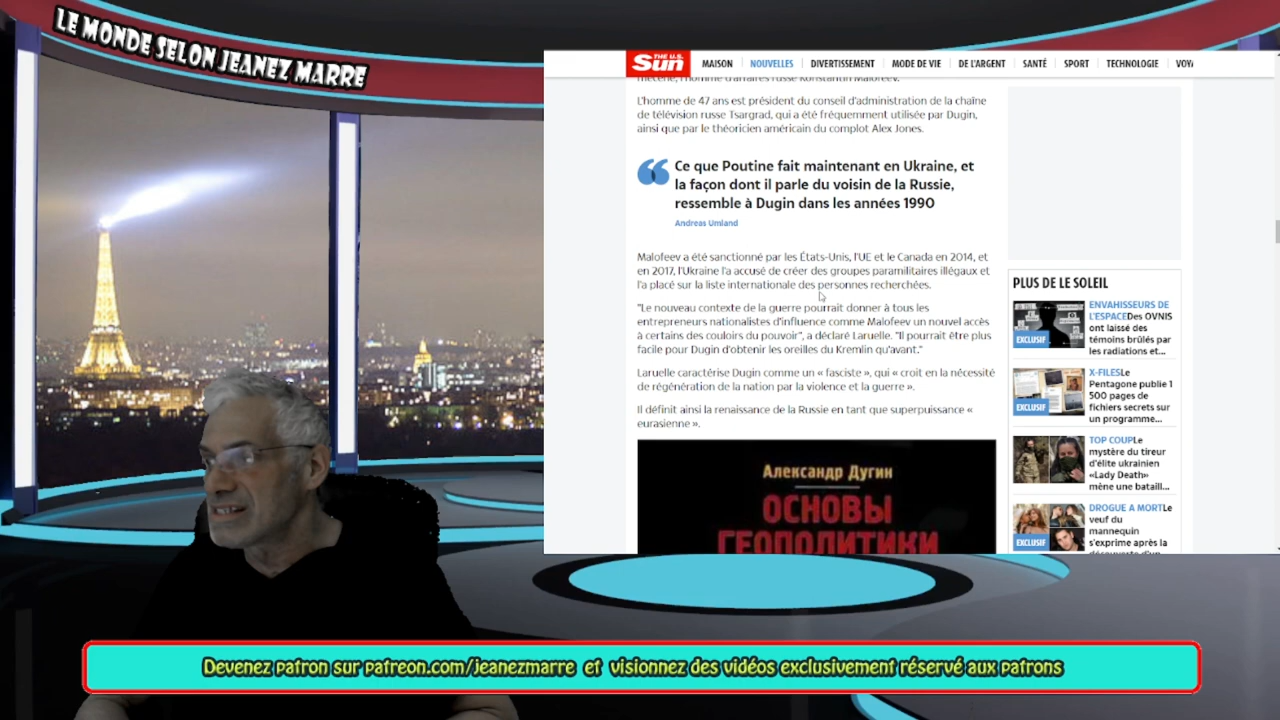 LE MONDE SELON JEANEZ MARRE
THE U.S. Sun
MAISON NOUVELLES DIVERTISSEMENT MODE DE VIE DE L'ARGENT SANTÉ SPORT TECHNOLOGIE VOY
mécène, l'homme d'affaires russe Konstantin Malofeev.
L'homme de 47 ans est président du conseil d'administration de la chaîne
de télévision russe Tsargrad, qui a été fréquemment utilisée par Dugin,
ainsi que par le théoricien américain du complot Alex Jones.
Ce que Poutine fait maintenant en Ukraine, et
la façon dont il parle du voisin de la Russie,
ressemble à Dugin dans les années 1990
Andreas Umland
Malofeev a été sanctionné par les États-Unis, l'UE et le Canada en 2014, et
en 2017, l'Ukraine l'a accusé de créer des groupes paramilitaires illégaux et
l'a placé sur la liste internationale des personnes recherchées.
"Le nouveau contexte de la guerre pourrait donner à tous les
entrepreneurs nationalistes d'influence comme Malofeev un nouvel accès
à certains des couloirs du pouvoir", a déclaré Laruelle. "Il pourrait être plus
facile pour Dugin d'obtenir les oreilles du Kremlin qu'avant."
Laruelle caractérise Dugin comme un « fasciste », qui « croit en la nécessité
de régénération de la nation par la violence et la guerre ».
Il définit ainsi la renaissance de la Russie en tant que superpuissance «
eurasienne ».
Александр Дугин
ОСНОВЫ
ГЕОПОЛИТИКИ
PLUS DE LE SOLEIL
ENVAHISSEURS DE
L'ESPACEDes OVNIS
ont laissé des
témoins brûlés par
les radiations et...
EXCLUSIF
X-FILESLe
Pentagone publie 1
500 pages de
fichiers secrets sur
un programme...
EXCLUSIF
TOP COUPLe
mystère du tireur
d'élite ukrainien
«Lady Death»
mène une bataill...
DROGUE A MORTLe
veuf du
mannequin
s'exprime après la
découverte d'un
EXCLUSIF
Devenez patron sur patreon.com/jeanezmarre et visionnez des vidéos exclusivement réservé aux patrons